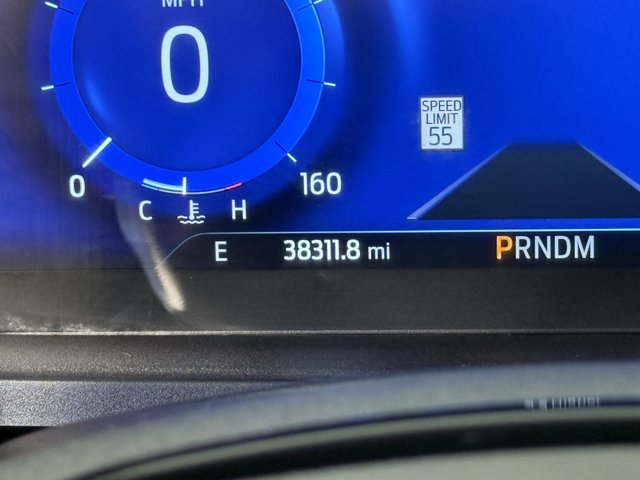 MPH
0
SPEED
LIMIT
55
0
160
C
H
E
38311.8 mi
PRNDM